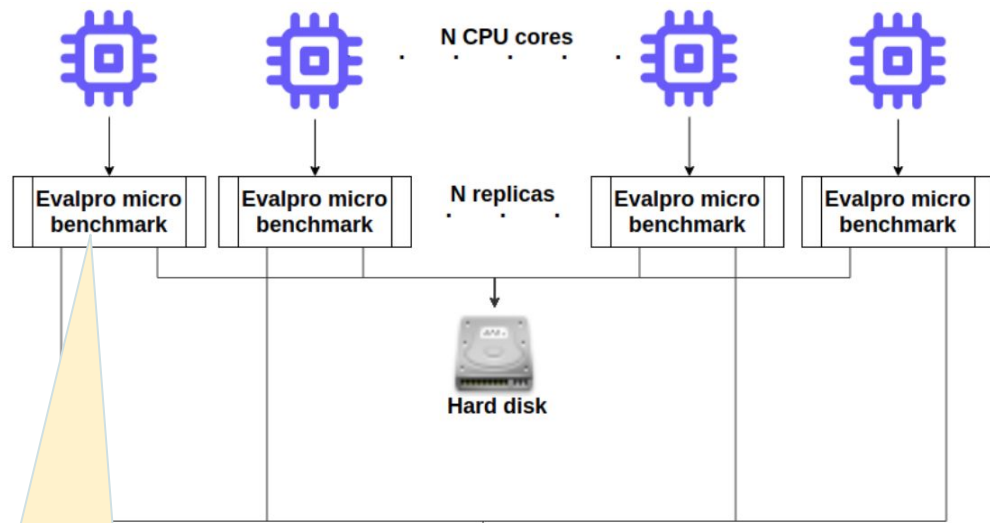 N CPU cores
Evalpro micro
benchmark
Evalpro micro
benchmark
N replicas
Evalpro micro
benchmark
Evalpro micro
benchmark
Hard disk